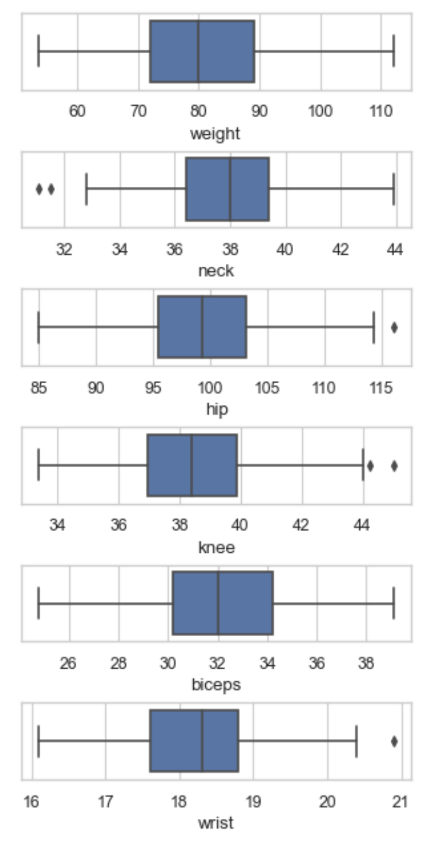 60 70 80 90 100 110
weight
32 34 36 38 40 42 44
neck
85 90 95 100 105 110 115
hip
34 36 38 40 42 44
knee
26 28 30 32 34 36 38
biceps
16 17 18 19 20 21
wrist